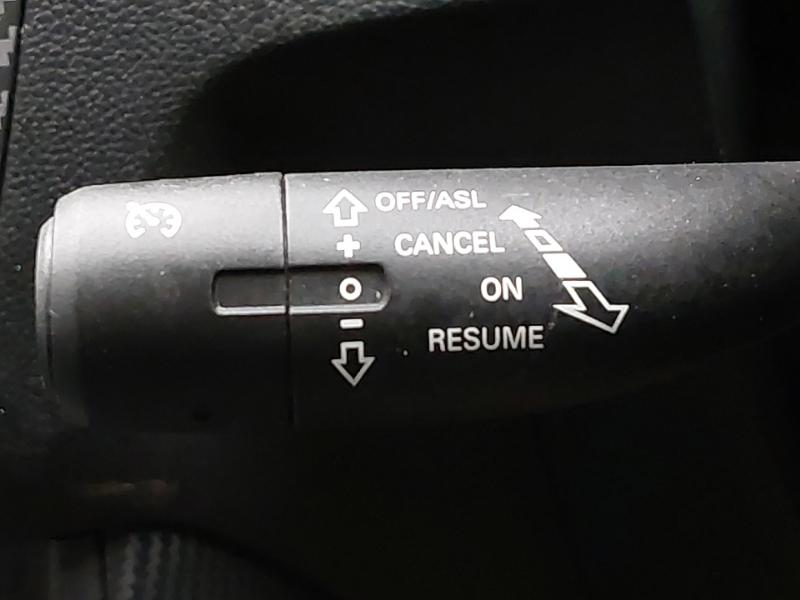 OFF/ASL
+ CANCEL
O ON
− RESUME